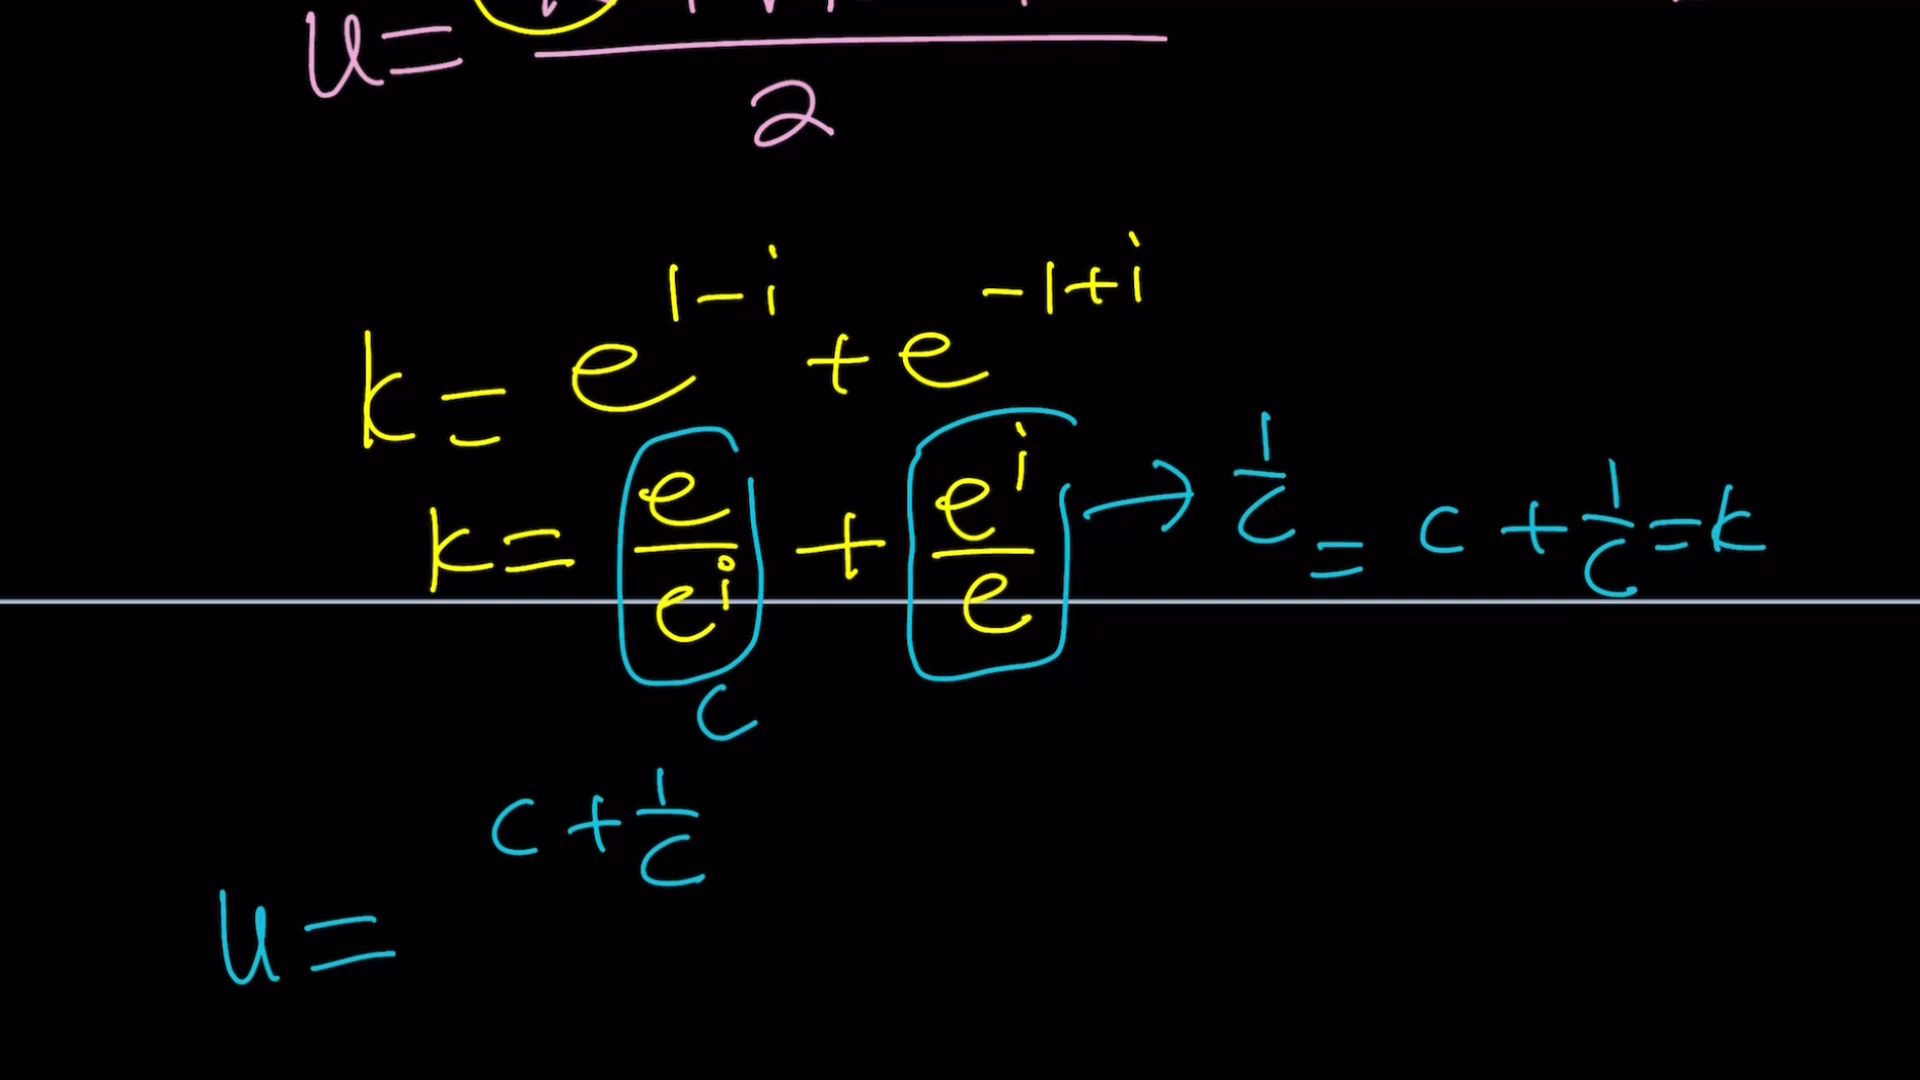 u = 2
k = e^{1-i} + e^{-1+i}
k = e/e^i + e^i/e → 1/c = c + 1/c = k
c
c + 1/c
u =